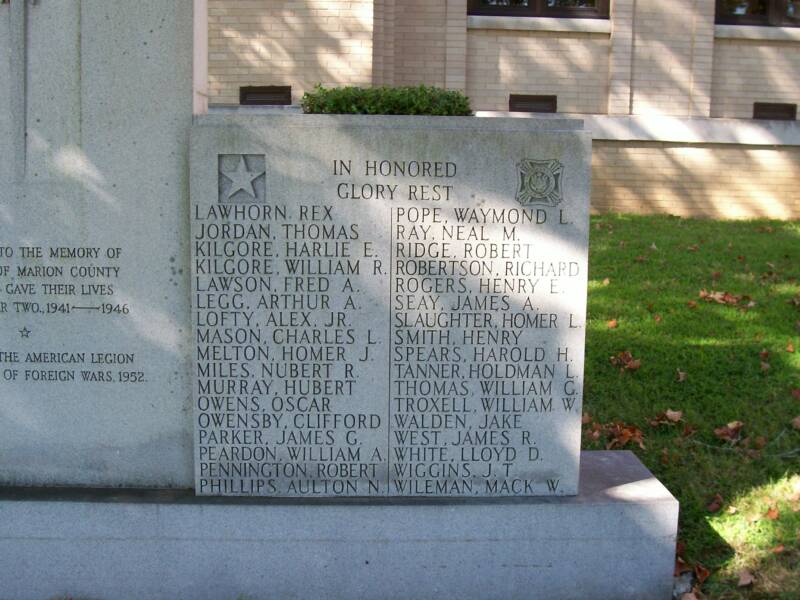 TO THE MEMORY OF
OF MARION COUNTY
GAVE THEIR LIVES
TWO, 1941—1946
THE AMERICAN LEGION
OF FOREIGN WARS, 1952.
IN HONORED
GLORY REST
LAWHORN REX
JORDAN, THOMAS
KILGORE, HARLIE E.
KILGORE, WILLIAM R.
LAWSON, FRED A.
LEGG, ARTHUR A.
LOFTY, ALEX, JR.
MASON, CHARLES L.
MELTON, HOMER J.
MILES, NUBERT R.
MURRAY, HUBERT
OWENS, OSCAR
OWENSBY, CLIFFORD
PARKER, JAMES G.
PEARDON, WILLIAM A.
PENNINGTON, ROBERT
PHILLIPS, AULTON N.
POPE, WAYMOND L.
RAY, NEAL M.
RIDGE, ROBERT
ROBERTSON, RICHARD
ROGERS, HENRY E.
SEAY, JAMES A.
SLAUGHTER, HOMER L.
SMITH, HENRY
SPEARS, HAROLD H.
TANNER, HOLDMAN L.
THOMAS, WILLIAM G.
TROXELL, WILLIAM W.
WALDEN, JAKE
WEST, JAMES R.
WHITE, LLOYD D.
WIGGINS, J. T.
WILEMAN, MACK W.